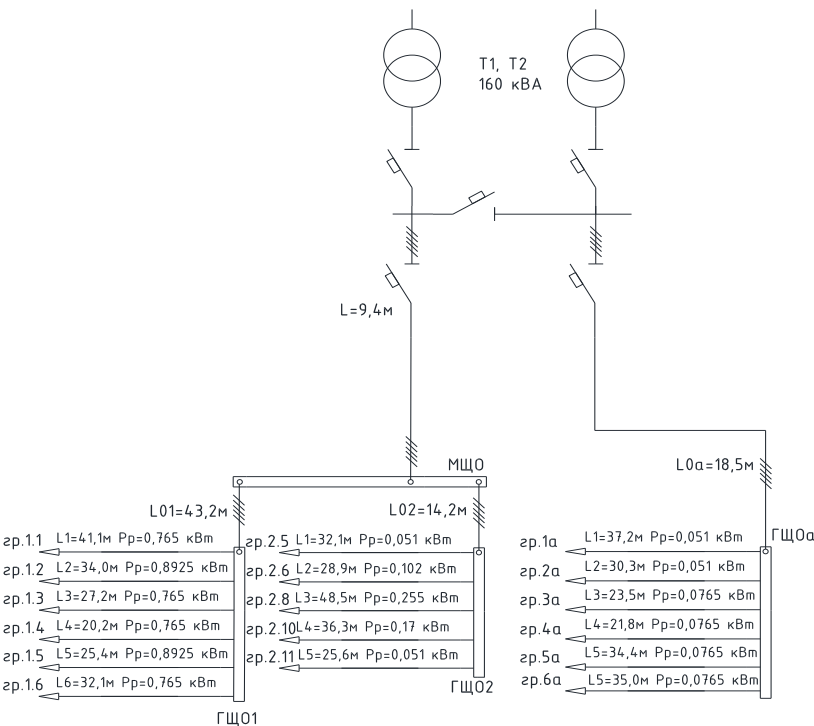 Т1, Т2
160 кВА
L=9,4м
МЩО
L01=43,2м
L02=14,2м
L0а=18,5м
гр.1.1 L1=41,1м Рр=0,765 кВт
гр.1.2 L2=34,0м Рр=0,8925 кВт
гр.1.3 L3=27,2м Рр=0,765 кВт
гр.1.4 L4=20,2м Рр=0,765 кВт
гр.1.5 L5=25,4м Рр=0,8925 кВт
гр.1.6 L6=32,1м Рр=0,765 кВт
ГЩО1
гр.2.5 L1=32,1м Рр=0,051 кВт
гр.2.6 L2=28,9м Рр=0,102 кВт
гр.2.8 L3=48,5м Рр=0,255 кВт
гр.2.10 L4=36,3м Рр=0,17 кВт
гр.2.11 L5=25,6м Рр=0,051 кВт
ГЩО2
ГЩОа
гр.1а L1=37,2м Рр=0,051 кВт
гр.2а L2=30,3м Рр=0,051 кВт
гр.3а L3=23,5м Рр=0,0765 кВт
гр.4а L4=21,8м Рр=0,0765 кВт
гр.5а L5=34,4м Рр=0,0765 кВт
гр.6а L5=35,0м Рр=0,0765 кВт